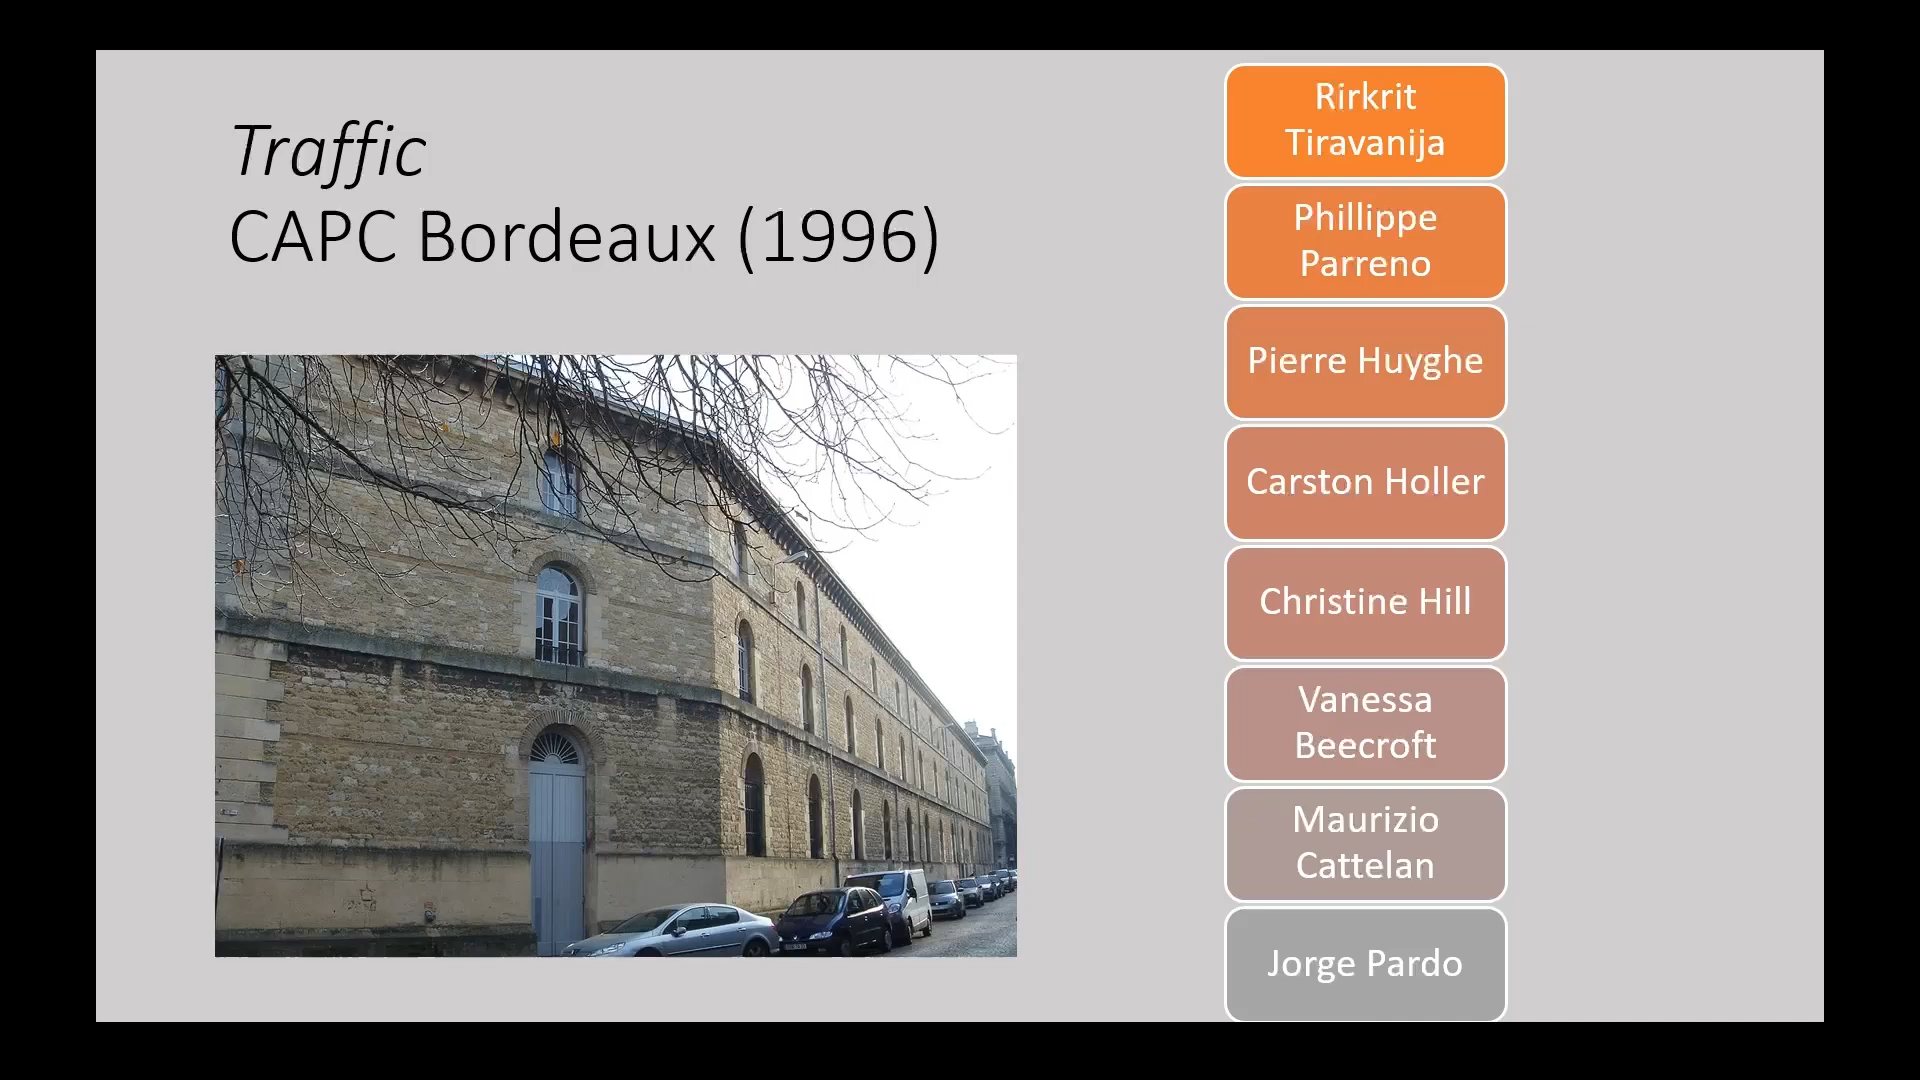 Traffic
CAPC Bordeaux (1996)
Rirkrit
Tiravanija
Phillippe
Parreno
Pierre Huyghe
Carston Holler
Christine Hill
Vanessa
Beecroft
Maurizio
Cattelan
Jorge Pardo